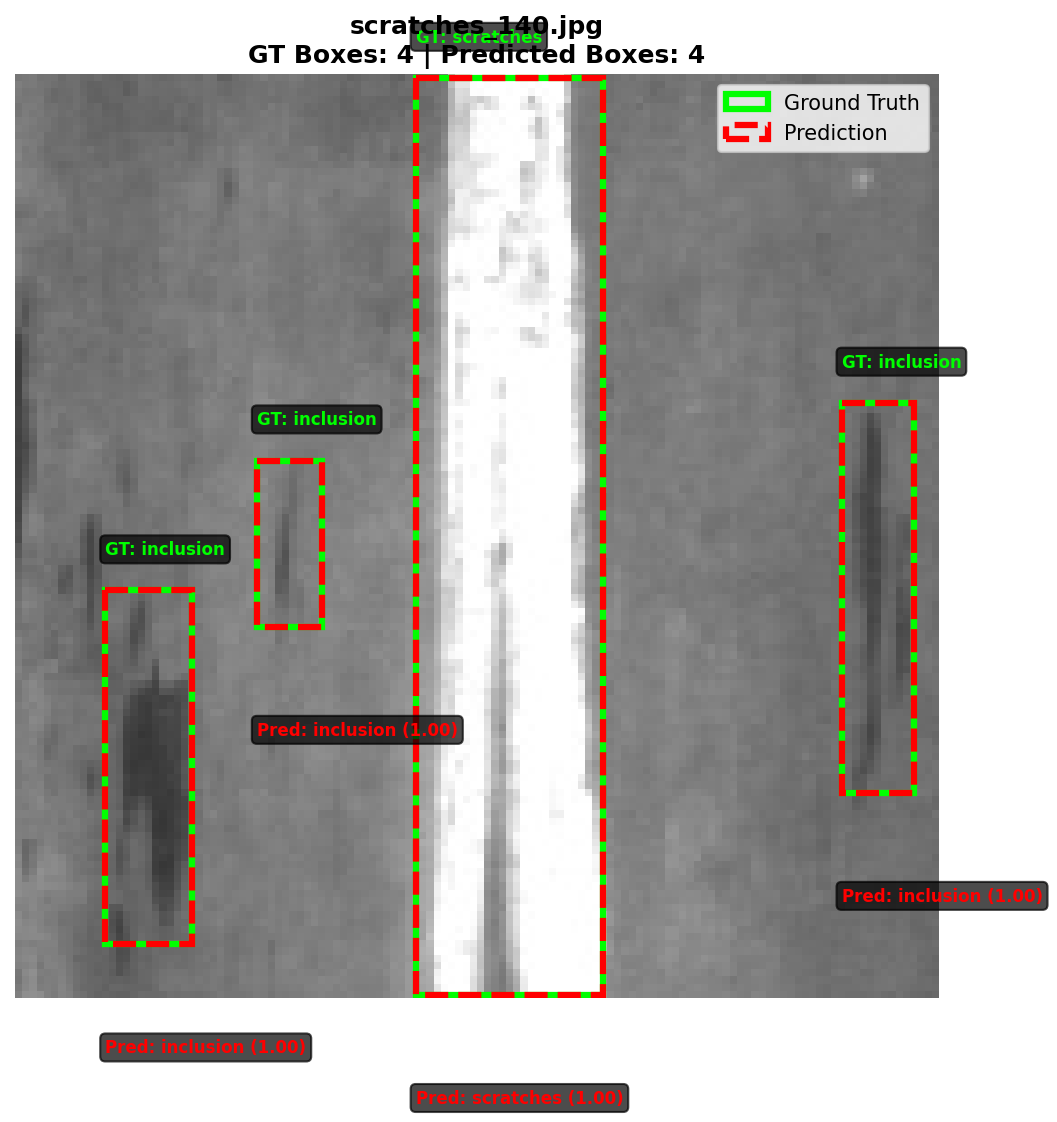 scratches_140.jpg
GT: scratches
GT Boxes: 4 | Predicted Boxes: 4
Ground Truth
Prediction
GT: inclusion
GT: inclusion
GT: inclusion
Pred: inclusion (1.00)
Pred: inclusion (1.00)
Pred: inclusion (1.00)
Pred: scratches (1.00)